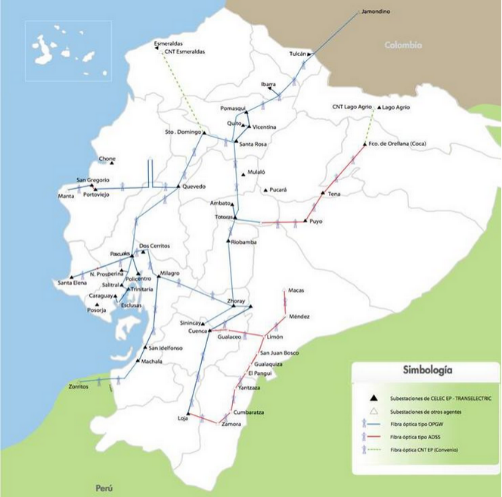 Jamondino
Esmeraldas
CNT Esmeraldas
Tulcán
Colombia
Ibarra
Pomasqui
CNT Lago Agrio
Lago Agrio
Quito
Vicentina
Sto. Domingo
Santa Rosa
Fco. de Orellana (Coca)
Chone
Mulaló
San Gregorio
Quevedo
Pucará
Tena
Manta
Portoviejo
Ambato
Totoras
Puyo
Dos Cerritos
Riobamba
Pascuales
N. Prosperina
Policentro
Milagro
Santa Elena
Salitral
Trinitaria
Macas
Caraguay
Esclusas
Zhoray
Posorja
Méndez
Sinincay
Cuenca
Gualaceo
Limón
San Idelfonso
San Juan Bosco
Machala
Gualaquiza
El Pangui
Zorritos
Yantzaza
Loja
Cumbaratza
Zamora
Perú
Simbología
Subestaciones de CELEC EP - TRANSELECTRIC
Subestaciones de otros agentes
Fibra óptica tipo OPGW
Fibra óptica tipo ADSS
Fibra óptica CNT EP (Convenio)